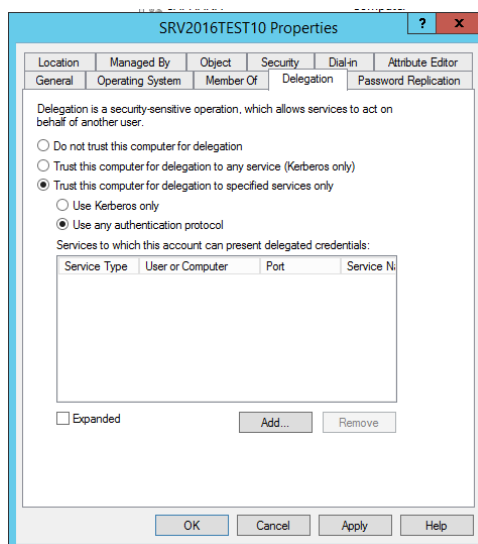 SRV2016TEST10 Properties
? x
Location Managed By Object Security Dial-in Attribute Editor
General Operating System Member Of Delegation Password Replication
Delegation is a security-sensitive operation, which allows services to act on
behalf of another user.
Do not trust this computer for delegation
Trust this computer for delegation to any service (Kerberos only)
Trust this computer for delegation to specified services only
Use Kerberos only
Use any authentication protocol
Services to which this account can present delegated credentials:
Service Type User or Computer Port Service Na
Expanded Add... Remove
OK Cancel Apply Help